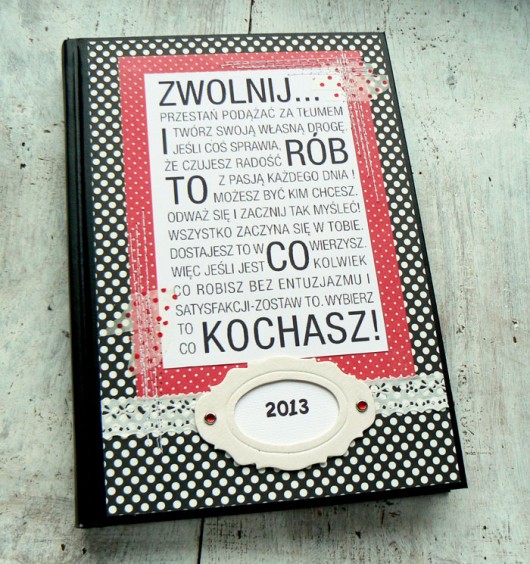 ZWOLNIJ...
PRZESTAŃ PODĄŻAĆ ZA TŁUMEM
I TWÓRZ SWOJĄ WŁASNĄ DROGĘ.
JEŚLI COŚ SPRAWIA,
ŻE CZUJESZ RADOŚĆ RÓB
TO Z PASJĄ KAŻDEGO DNIA !
MOŻESZ BYĆ KIM CHCESZ.
ODWAŻ SIĘ I ZACZNIJ TAK MYŚLEĆ!
WSZYSTKO ZACZYNA SIĘ W TOBIE.
DOSTAJESZ TO W CO WIERZYSZ.
WIĘC JEŚLI JEST KOLWIEK
CO ROBISZ BEZ ENTUZJAZMU I
SATYSFAKCJI-ZOSTAW TO. WYBIERZ
TO
CO KOCHASZ!
2013